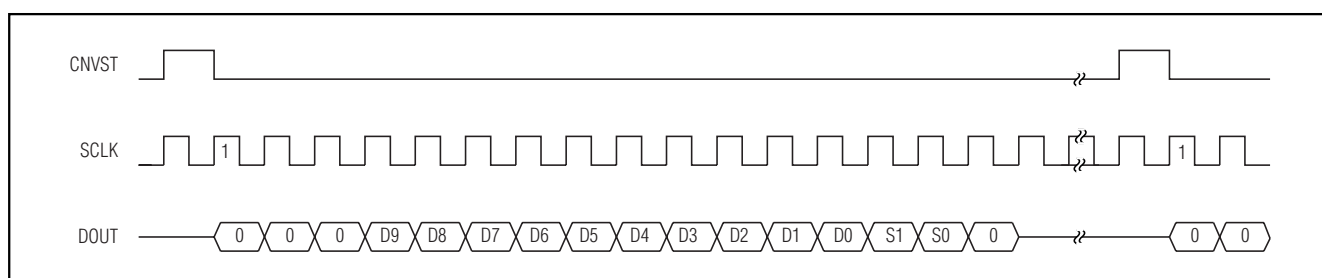 CNVST
SCLK 1 1
DOUT 0 0 0 D9 D8 D7 D6 D5 D4 D3 D2 D1 D0 S1 S0 0 0 0